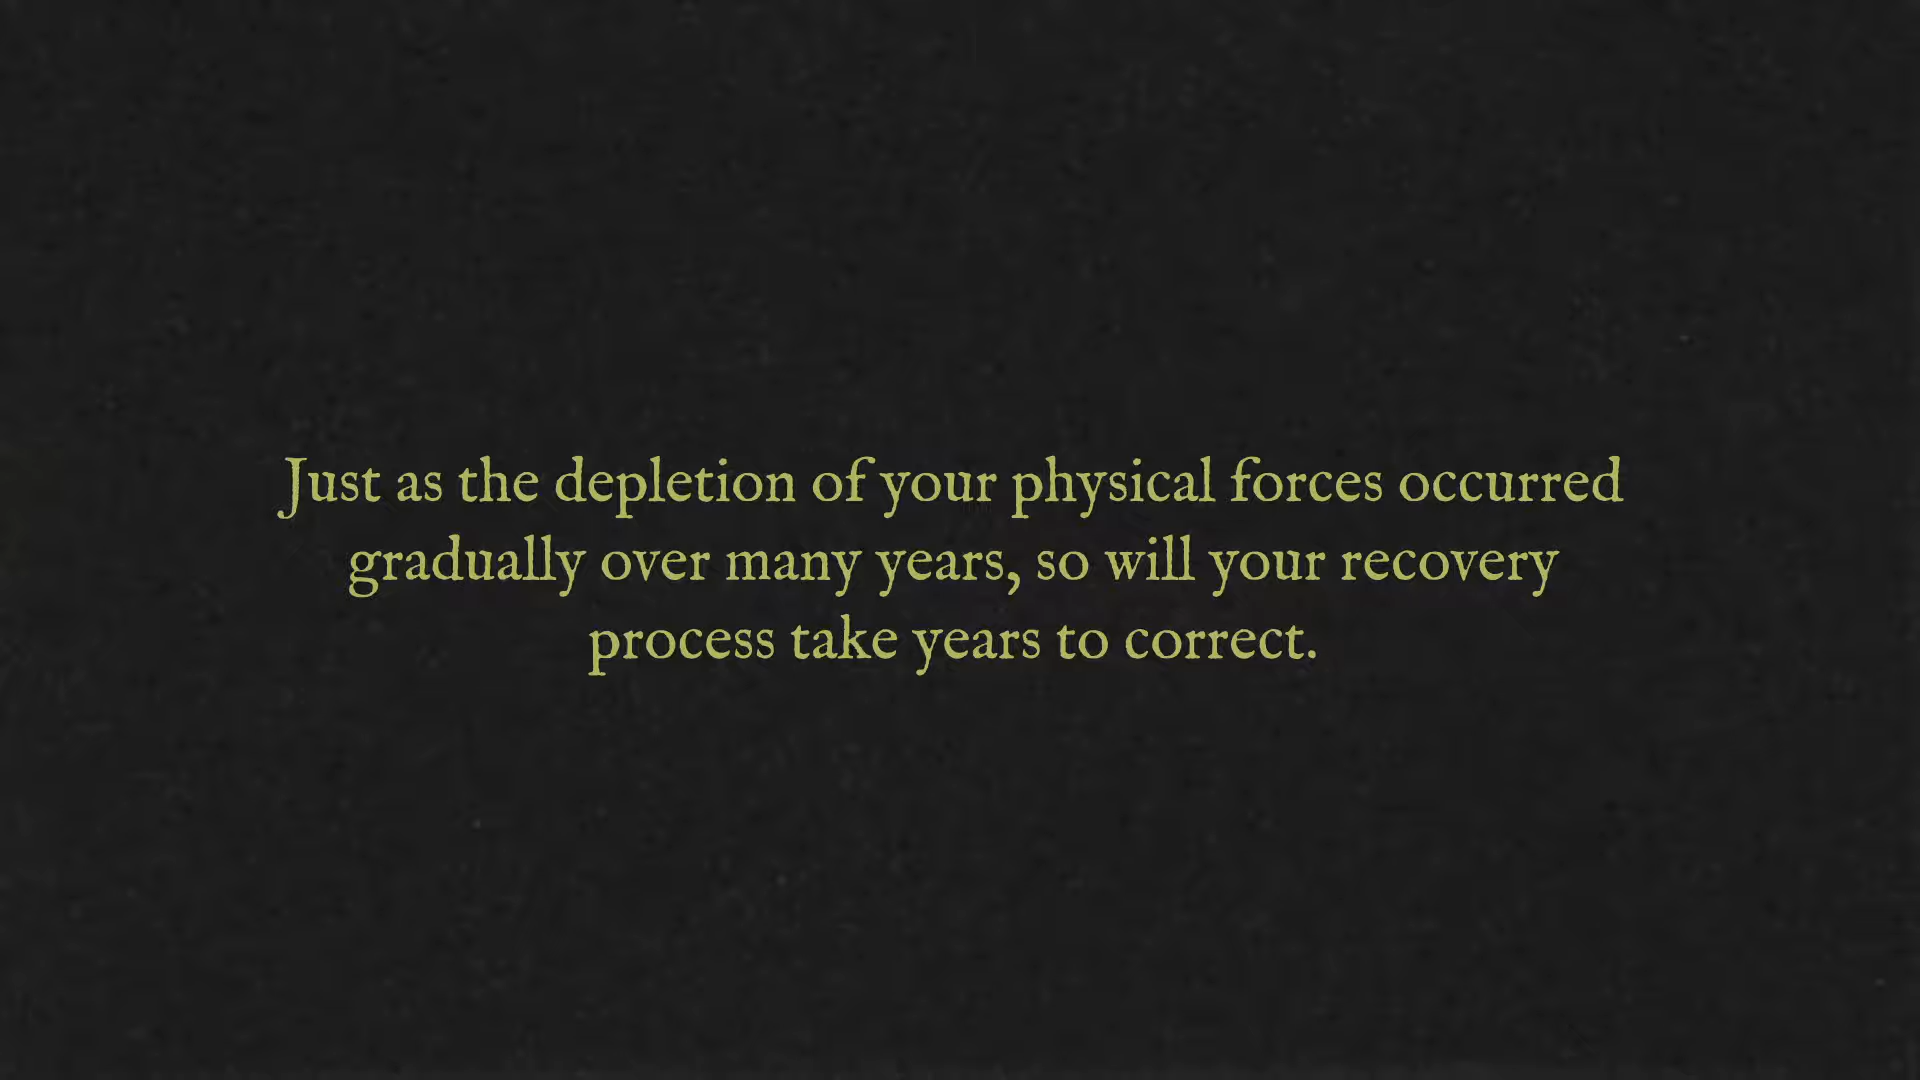 Just as the depletion of your physical forces occurred
gradually over many years, so will your recovery
process take years to correct.